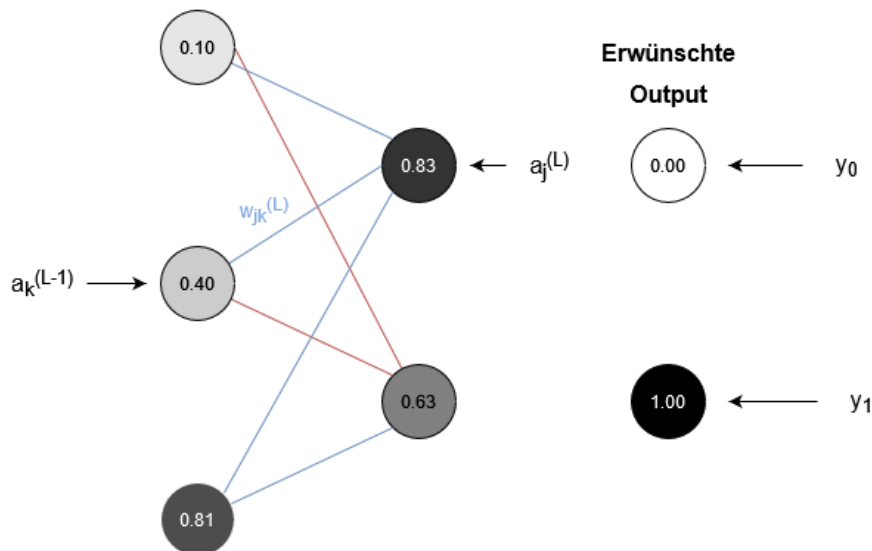 0.10
Erwünschte
Output
0.83
a_j^(L)
0.00
y_0
w_jk^(L)
a_k^(L-1)
0.40
0.63
1.00
y_1
0.81